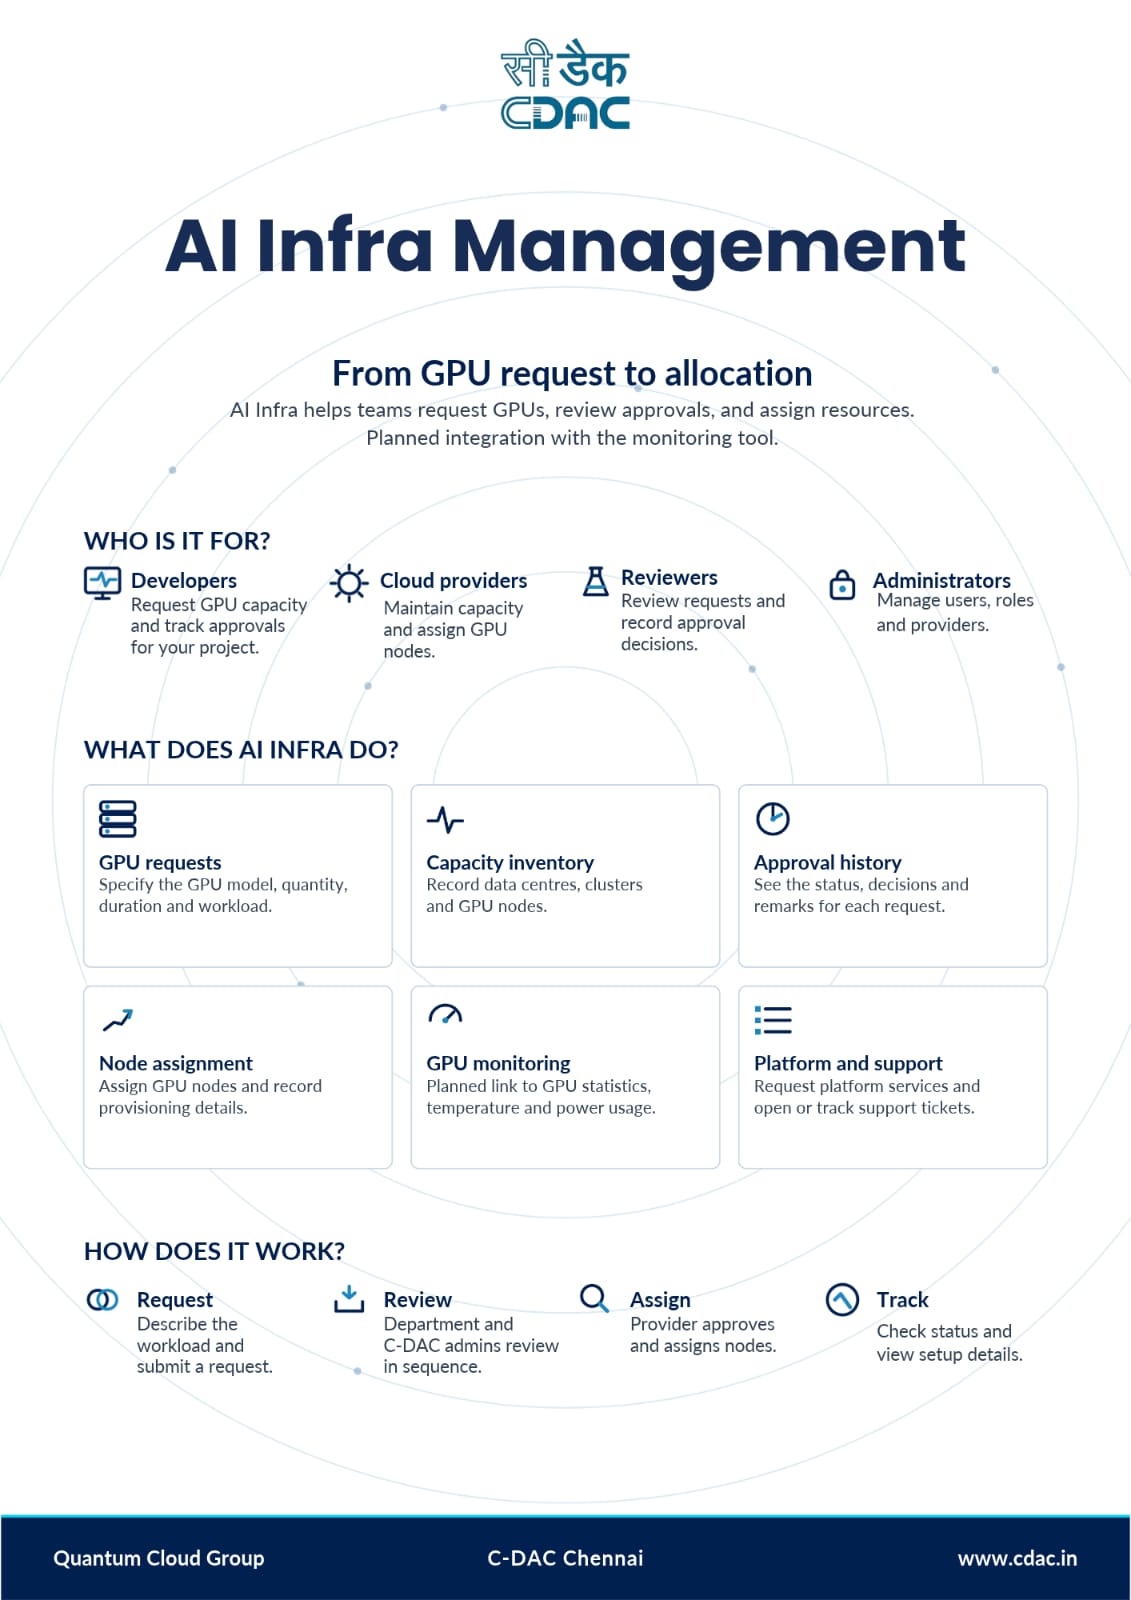 सी डैक
CDAC
AI Infra Management
From GPU request to allocation
AI Infra helps teams request GPUs, review approvals, and assign resources.
Planned integration with the monitoring tool.
WHO IS IT FOR?
Developers
Request GPU capacity
and track approvals
for your project.
Cloud providers
Maintain capacity
and assign GPU
nodes.
Reviewers
Review requests and
record approval
decisions.
Administrators
Manage users, roles
and providers.
WHAT DOES AI INFRA DO?
GPU requests
Specify the GPU model, quantity,
duration and workload.
Capacity inventory
Record data centres, clusters
and GPU nodes.
Approval history
See the status, decisions and
remarks for each request.
Node assignment
Assign GPU nodes and record
provisioning details.
GPU monitoring
Planned link to GPU statistics,
temperature and power usage.
Platform and support
Request platform services and
open or track support tickets.
HOW DOES IT WORK?
Request
Describe the
workload and
submit a request.
Review
Department and
C-DAC admins review
in sequence.
Assign
Provider approves
and assigns nodes.
Track
Check status and
view setup details.
Quantum Cloud Group
C-DAC Chennai
www.cdac.in